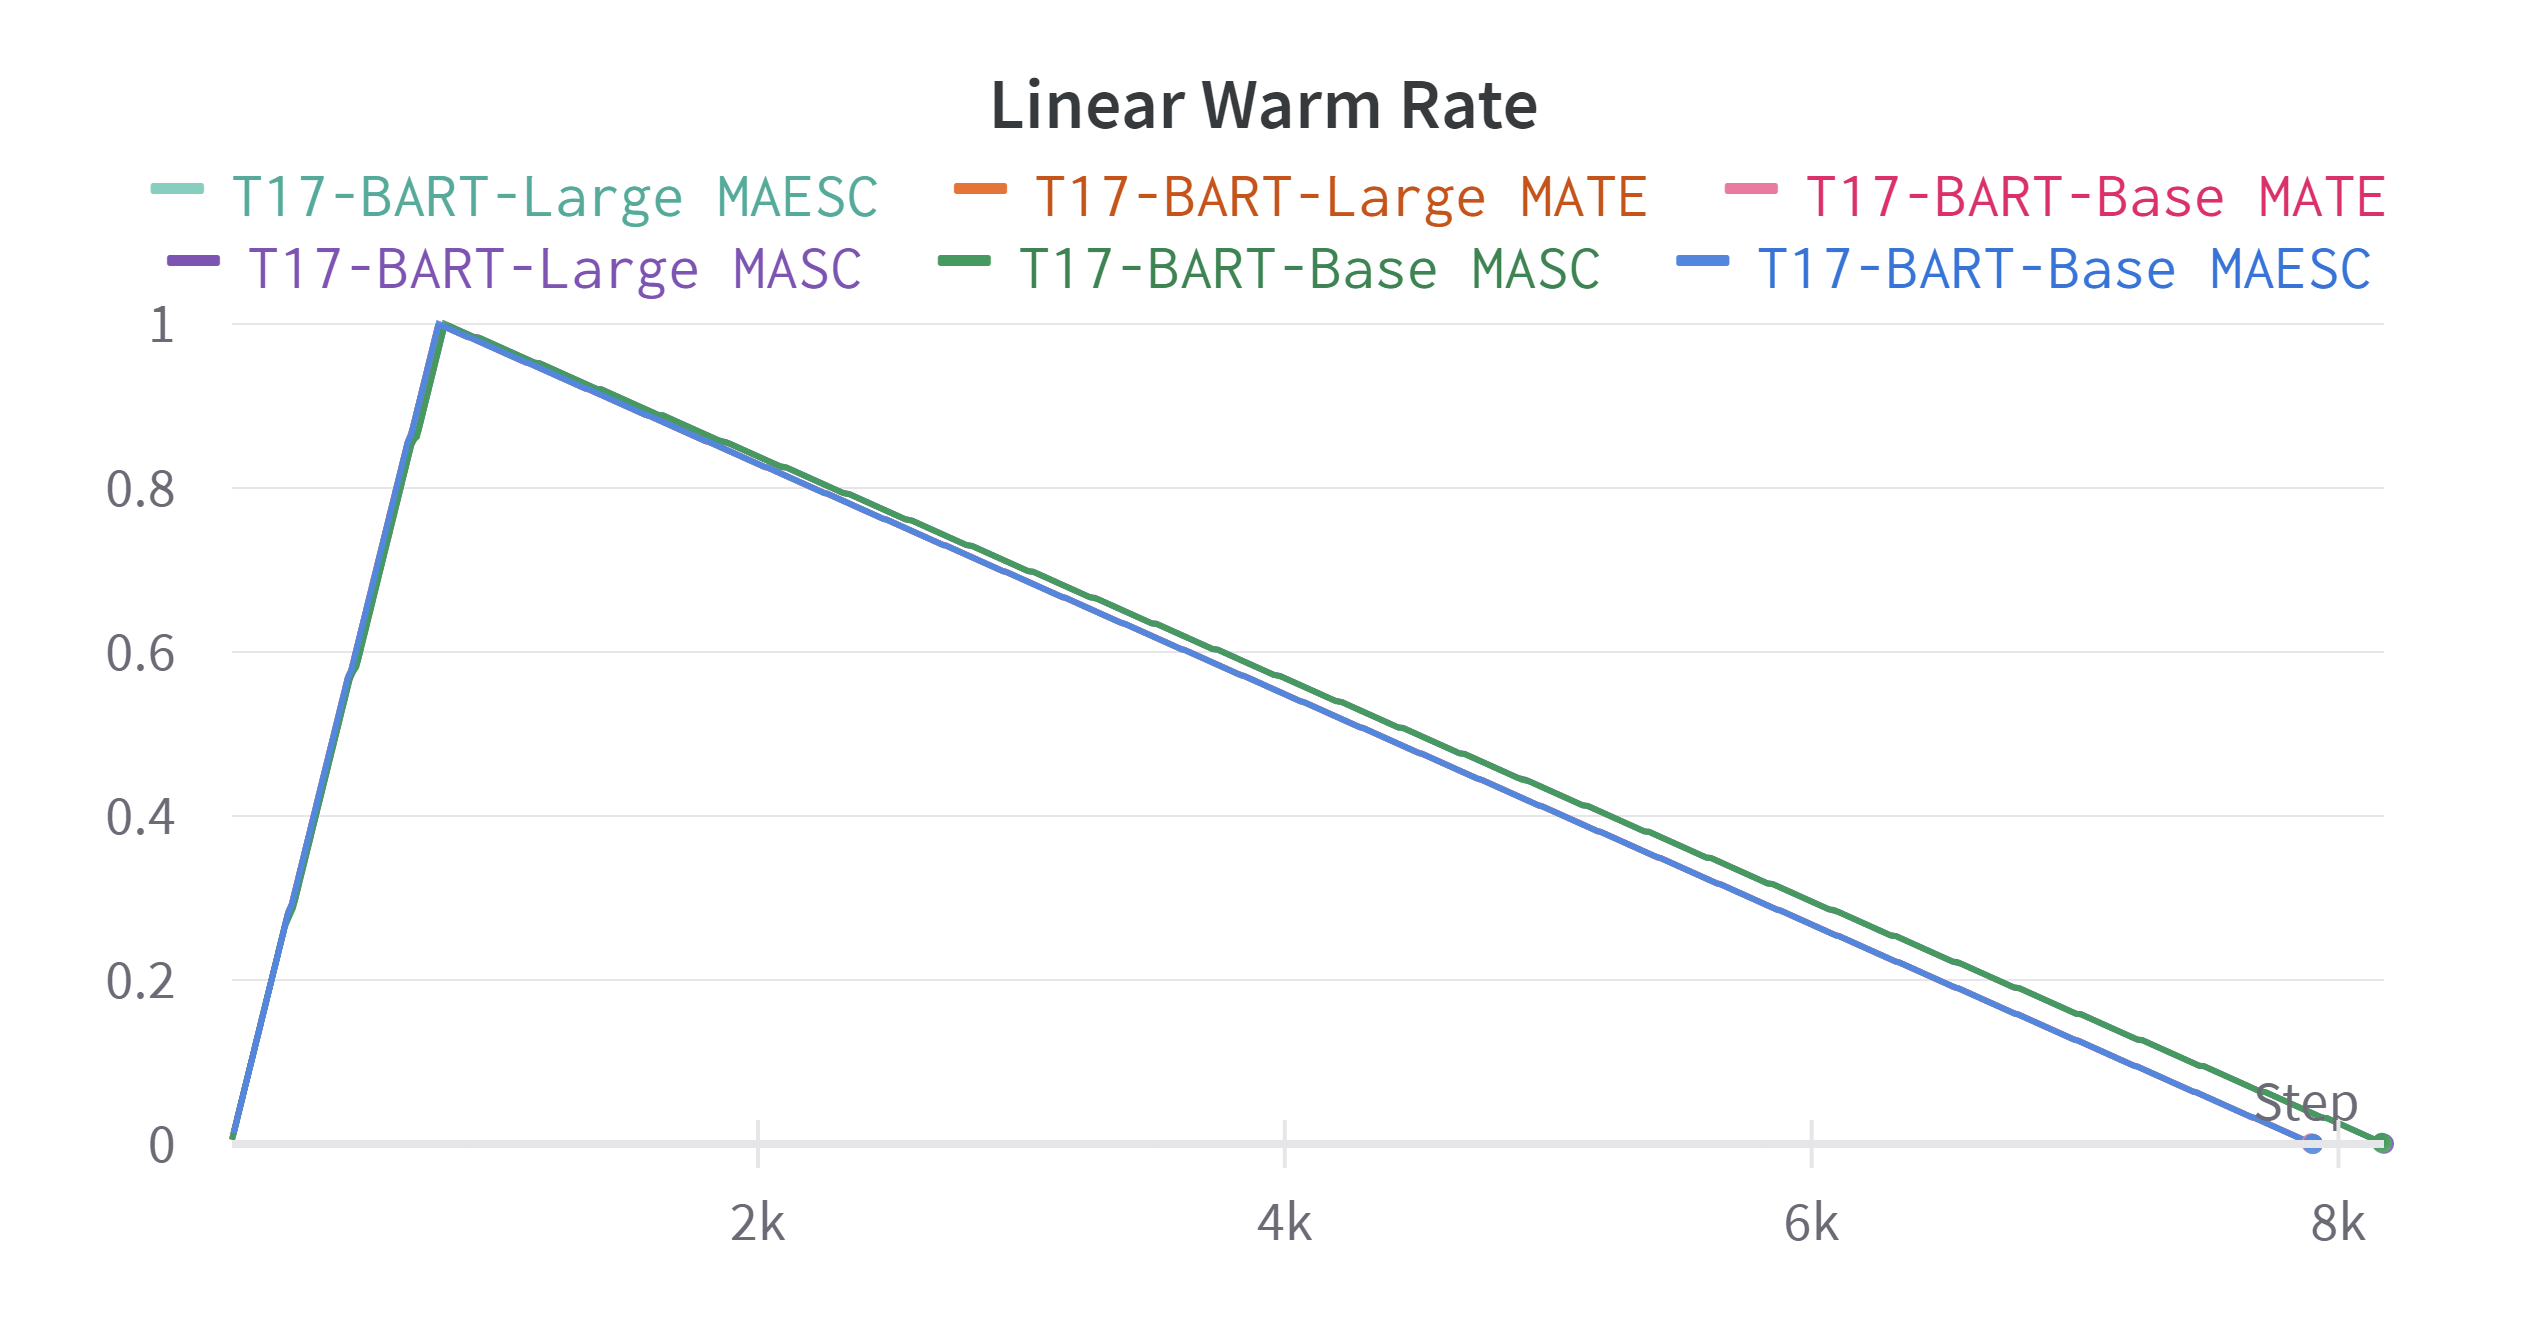 Linear Warm Rate
T17-BART-Large MAESC T17-BART-Large MATE T17-BART-Base MATE
T17-BART-Large MASC T17-BART-Base MASC T17-BART-Base MAESC
1
0.8
0.6
0.4
0.2
Step
0
2k 4k 6k 8k